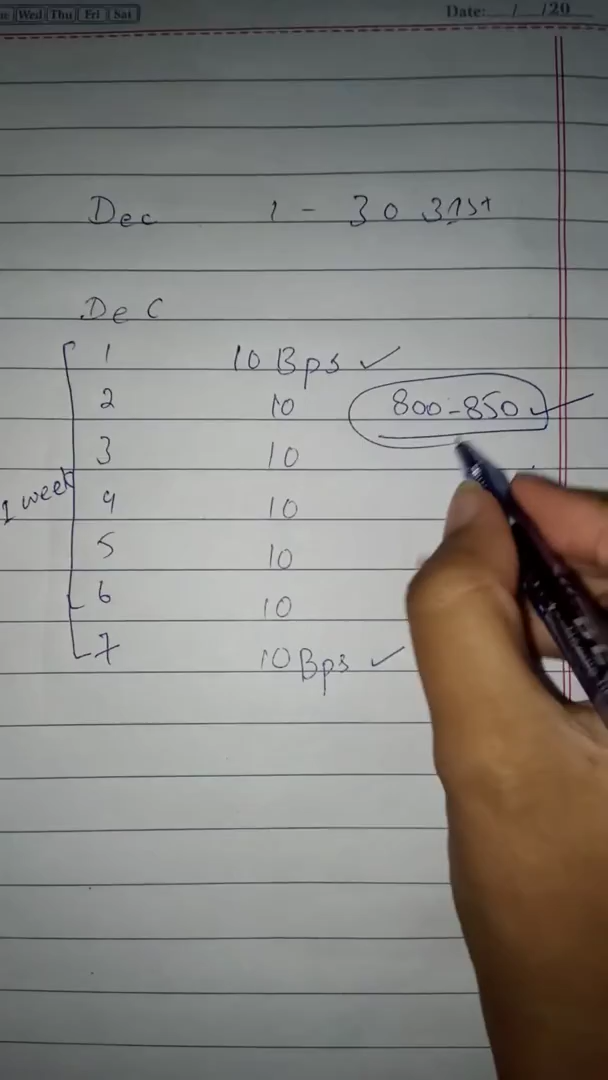 Wed Thu Fri Sat
Date: / /20
Dec 1 - 30 31st
Dec
1 10 Bps ✓
2 10 800-850 ✓
3 10
4 10
1 week
5 10
6 10
7 10 Bps ✓